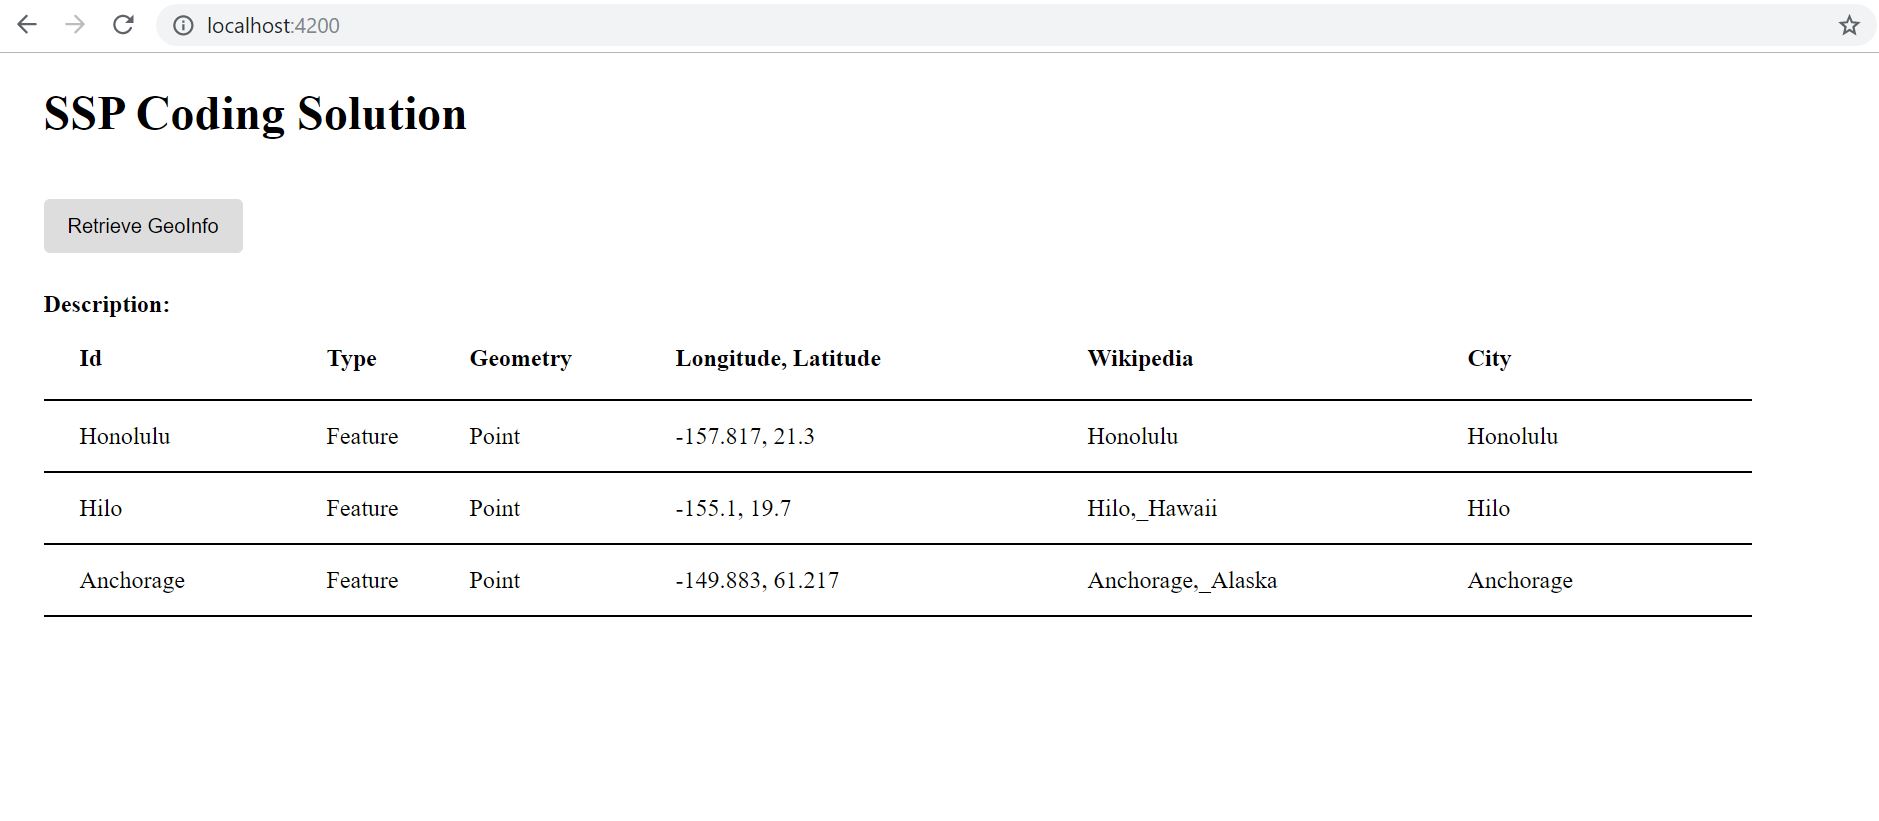 localhost:4200
SSP Coding Solution
Retrieve GeoInfo
Description:
Id Type Geometry Longitude, Latitude Wikipedia City
Honolulu Feature Point -157.817, 21.3 Honolulu Honolulu
Hilo Feature Point -155.1, 19.7 Hilo,_Hawaii Hilo
Anchorage Feature Point -149.883, 61.217 Anchorage,_Alaska Anchorage